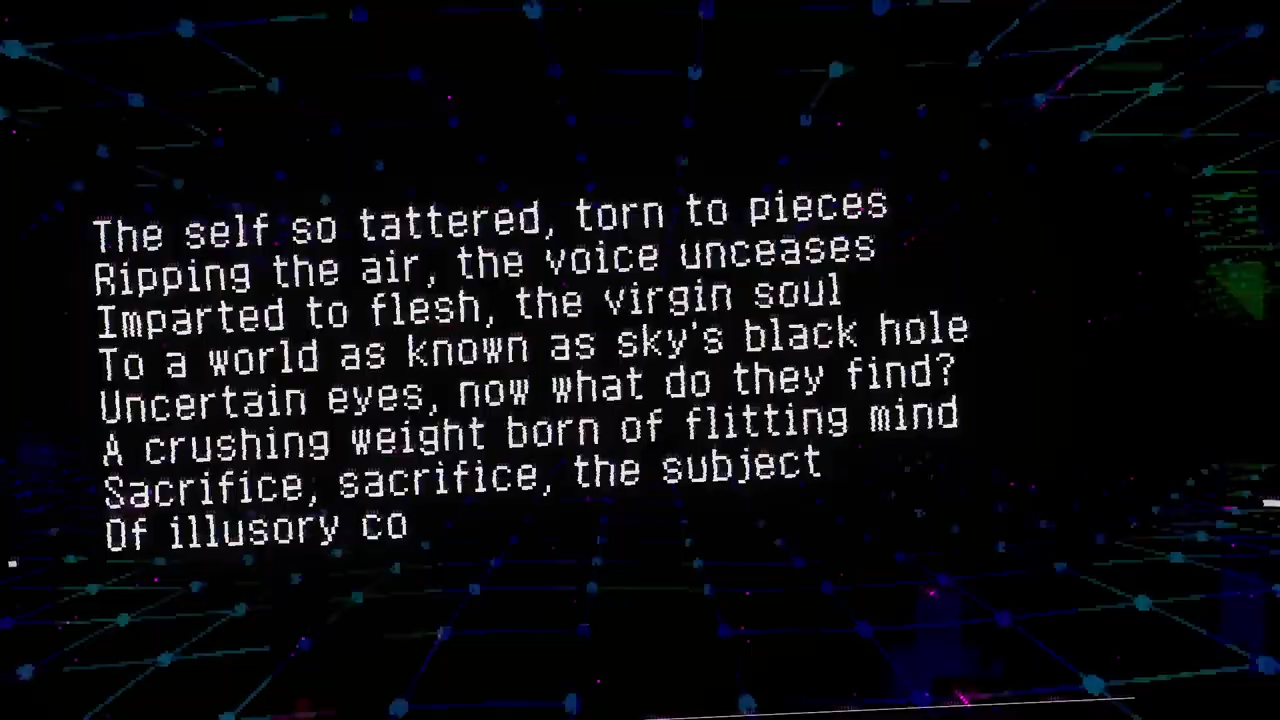 The self so tattered, torn to pieces
Ripping the air, the voice unceases
Imparted to flesh, the virgin soul
To a world as known as sky's black hole
Uncertain eyes, now what do they find?
A crushing weight born of flitting mind
Sacrifice, sacrifice, the subject
Of illusory co